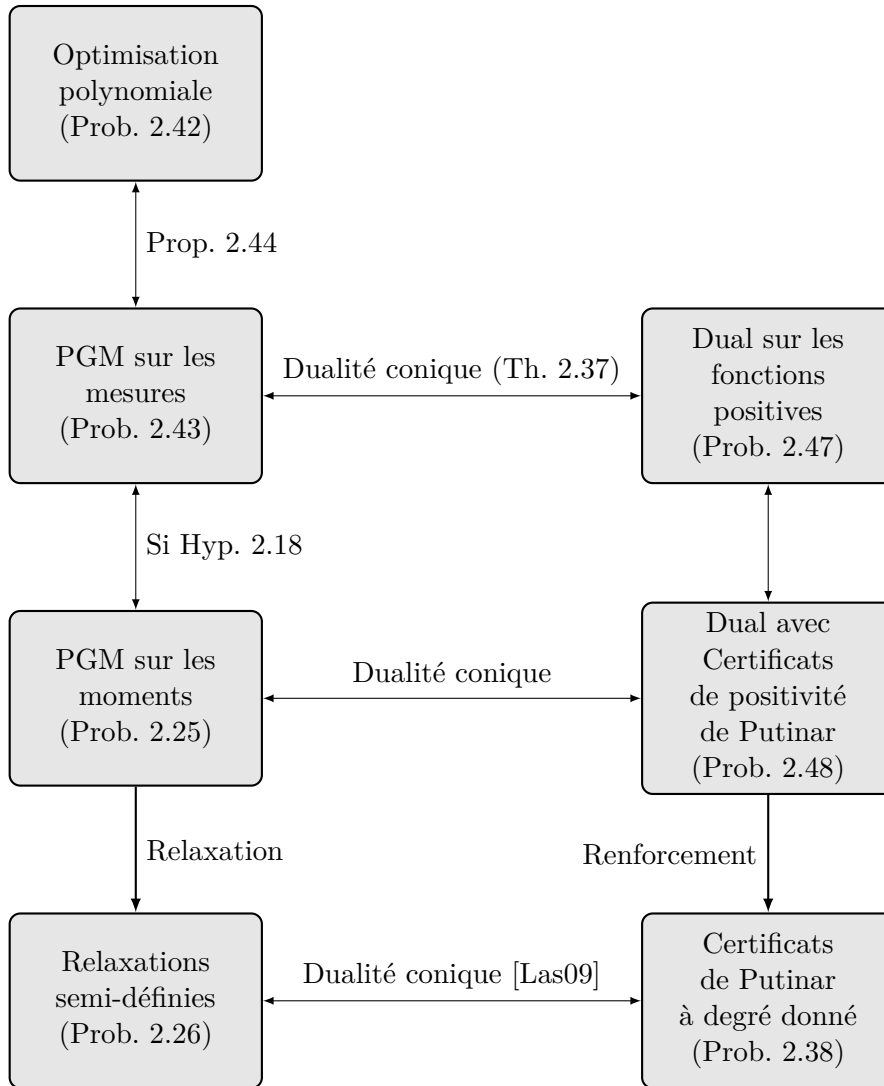 Optimisation
polynomiale
(Prob. 2.42)
Prop. 2.44
PGM sur les
mesures
(Prob. 2.43)
Dualité conique (Th. 2.37)
Dual sur les
fonctions
positives
(Prob. 2.47)
Si Hyp. 2.18
PGM sur les
moments
(Prob. 2.25)
Dualité conique
Dual avec
Certificats
de positivité
de Putinar
(Prob. 2.48)
Relaxation
Renforcement
Relaxations
semi-définies
(Prob. 2.26)
Dualité conique [Las09]
Certificats
de Putinar
à degré donné
(Prob. 2.38)